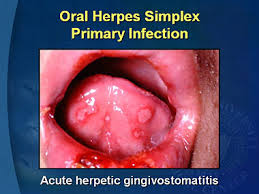 Oral Herpes Simplex
Primary Infection
Acute herpetic gingivostomatitis